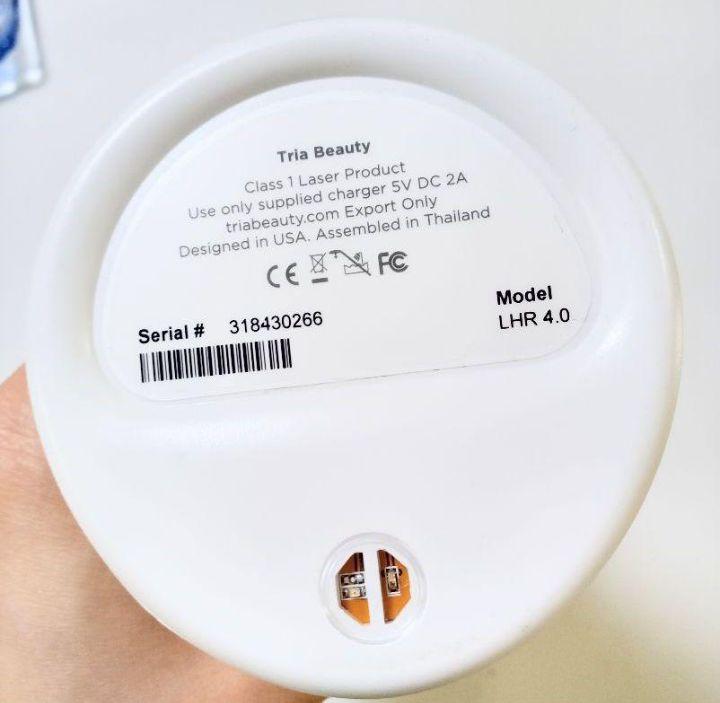 Tria Beauty
Class 1 Laser Product
Use only supplied charger 5V DC 2A
triabeauty.com Export Only
Designed in USA. Assembled in Thailand
CE FC
Serial # 318430266
Model
LHR 4.0